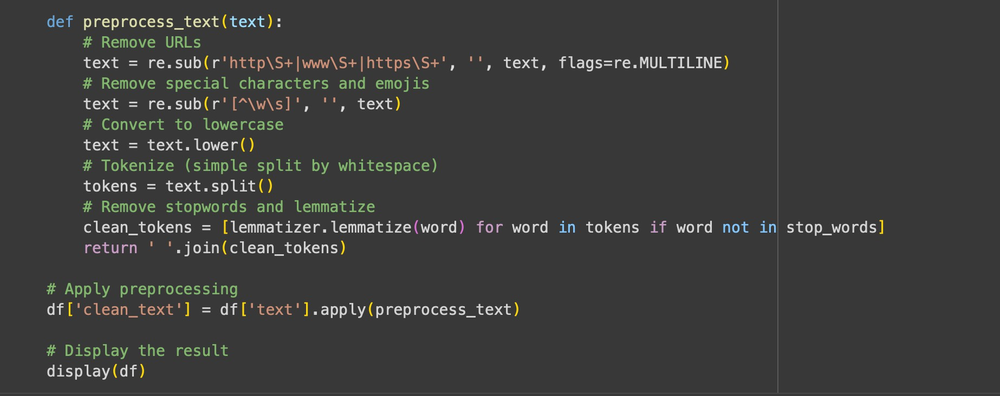 def preprocess_text(text):
    # Remove URLs
    text = re.sub(r'http\S+|www\S+|https\S+', '', text, flags=re.MULTILINE)
    # Remove special characters and emojis
    text = re.sub(r'[^\w\s]', '', text)
    # Convert to lowercase
    text = text.lower()
    # Tokenize (simple split by whitespace)
    tokens = text.split()
    # Remove stopwords and lemmatize
    clean_tokens = [lemmatizer.lemmatize(word) for word in tokens if word not in stop_words]
    return ' '.join(clean_tokens)

# Apply preprocessing
df['clean_text'] = df['text'].apply(preprocess_text)

# Display the result
display(df)